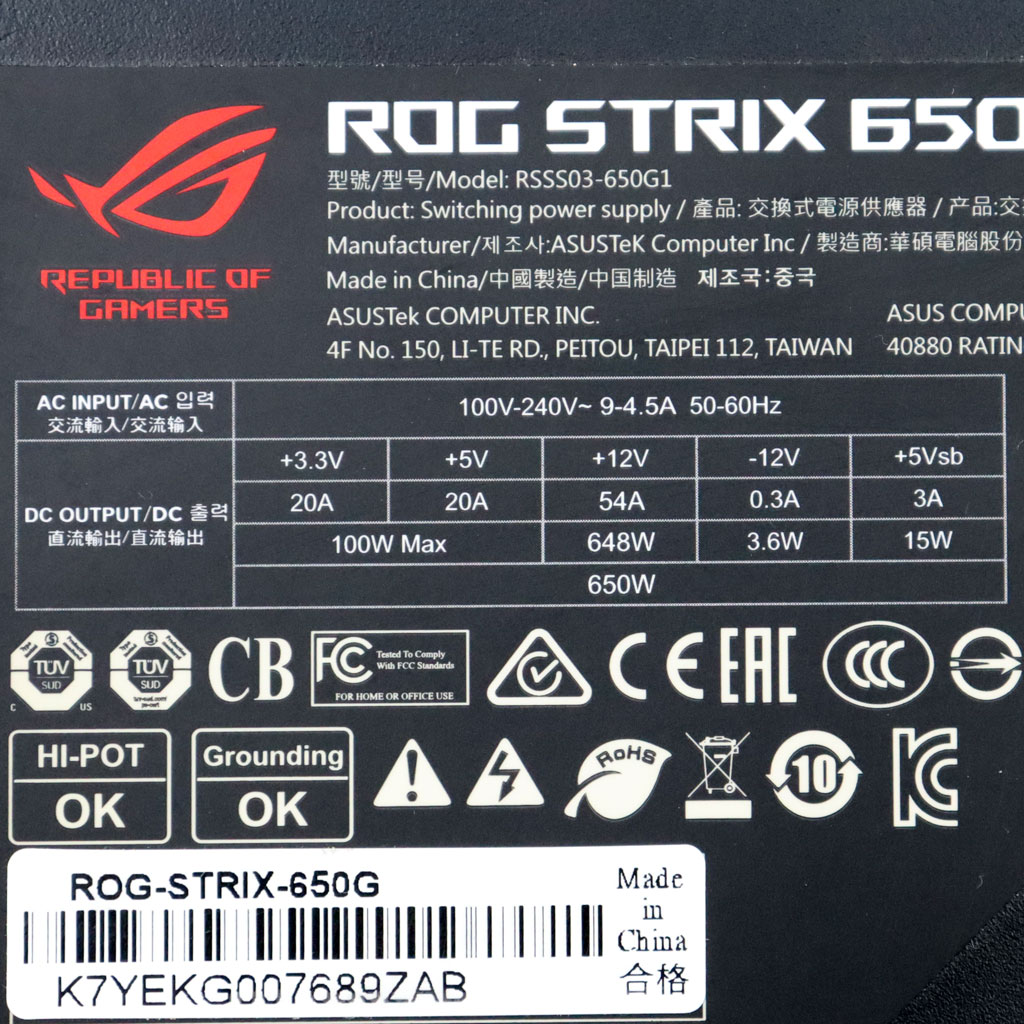 ROG STRIX 650
型號/型号/Model: RSSS03-650G1
Product: Switching power supply / 產品: 交換式電源供應器 / 产品:交
Manufacturer/제조사:ASUSTeK Computer Inc / 製造商:華碩電腦股份
Made in China/中國製造/中国制造 제조국:중국
ASUSTek COMPUTER INC. ASUS COMPU
4F No. 150, LI-TE RD., PEITOU, TAIPEI 112, TAIWAN 40880 RATIN
REPUBLIC OF
GAMERS
AC INPUT/AC 입력
交流輸入/交流输入
100V-240V~ 9-4.5A 50-60Hz
DC OUTPUT/DC 출력
直流輸出/直流输出
+3.3V +5V +12V -12V +5Vsb
20A 20A 54A 0.3A 3A
100W Max 648W 3.6W 15W
650W
TÜV
SUD
C US
TÜV
SUD
CB
FC Tested To Comply
With FCC Standards
FOR HOME OR OFFICE USE
CE
EAC
CCC
HI-POT
OK
Grounding
OK
RoHS
10
KC
ROG-STRIX-650G
K7YEKG007689ZAB
Made
in
China
合格